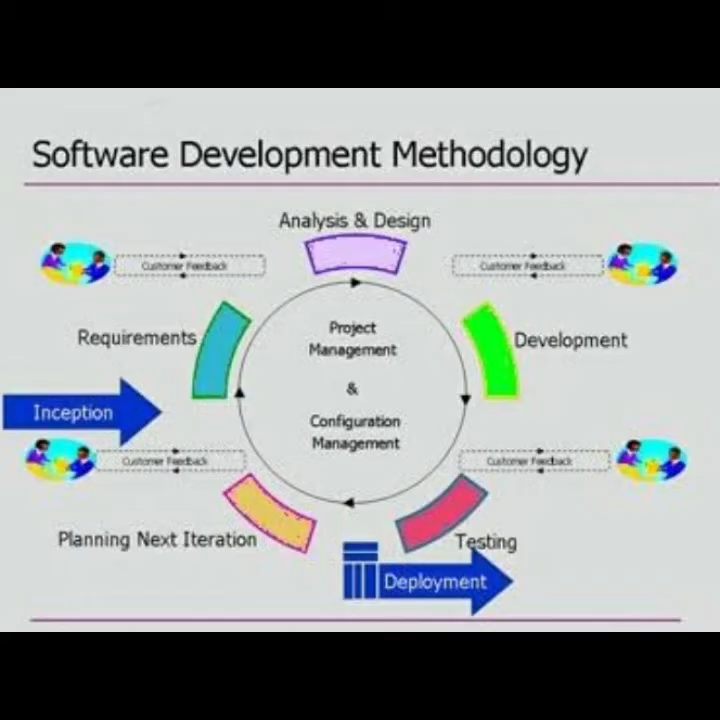 Software Development Methodology
Analysis & Design
Customer Feedback
Customer Feedback
Requirements
Project
Management
&
Configuration
Management
Development
Inception
Customer Feedback
Customer Feedback
Planning Next Iteration
Testing
Deployment